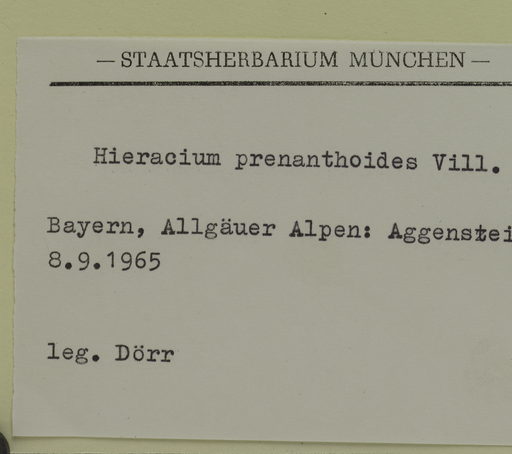 — STAATSHERBARIUM MÜNCHEN —
Hieracium prenanthoides Vill.
Bayern, Allgäuer Alpen: Aggenstei
8.9.1965
leg. Dörr